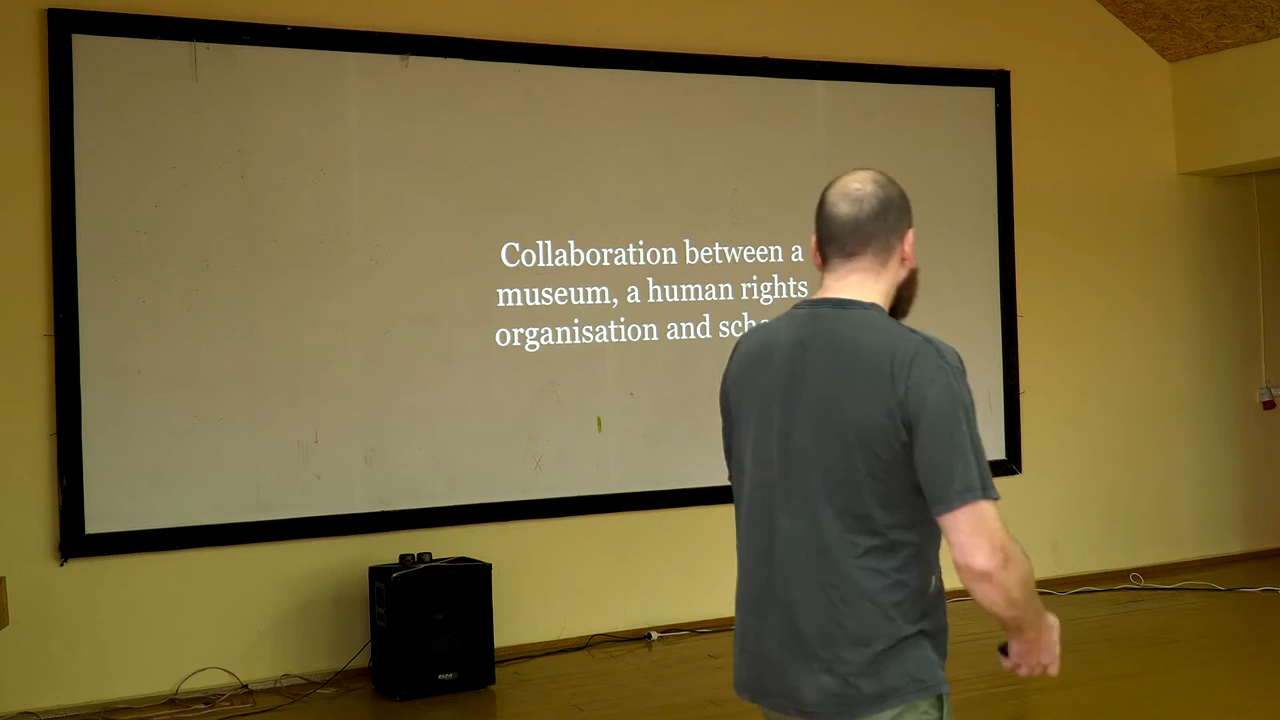 Collaboration between a
museum, a human rights
organisation and